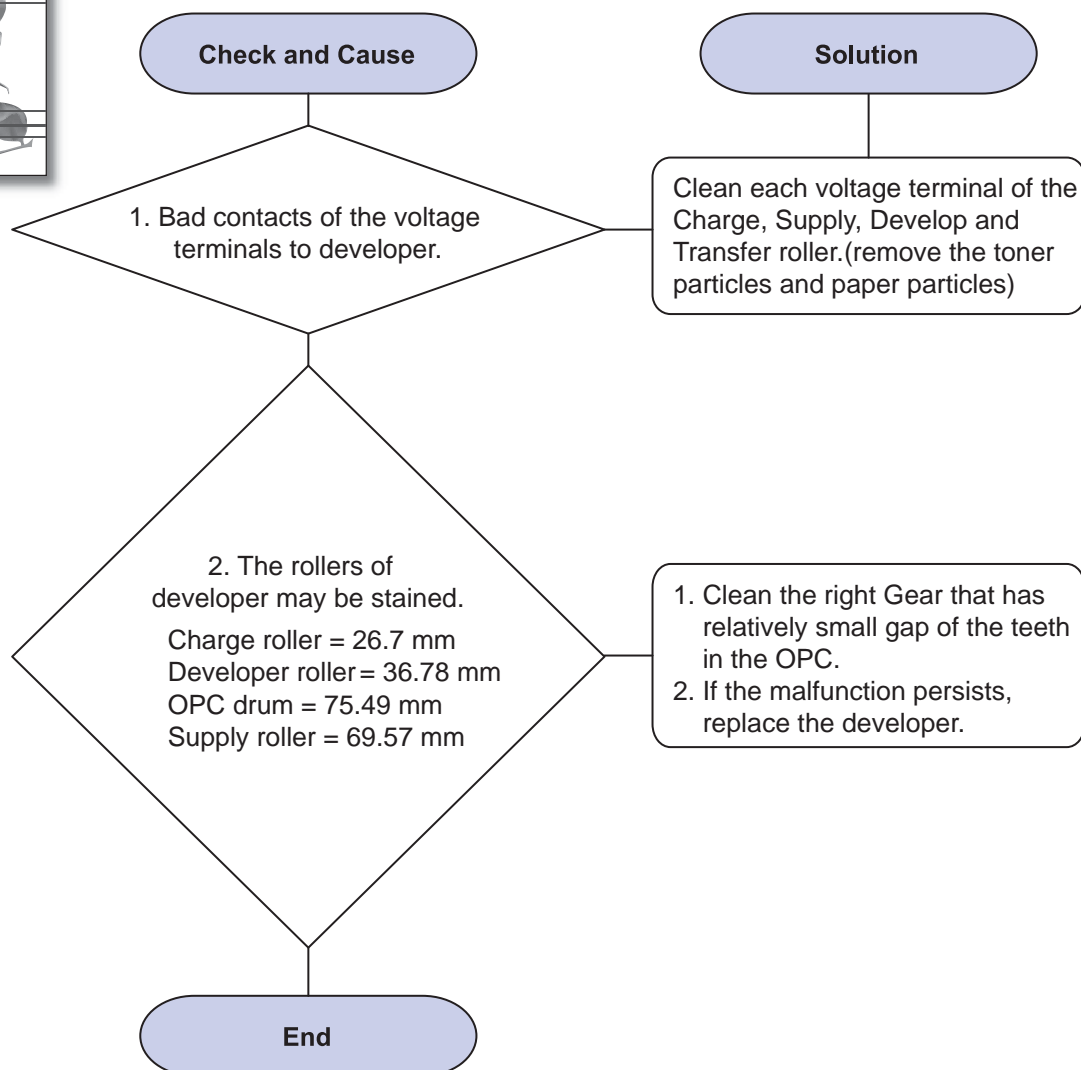 Check and Cause
Solution
1. Bad contacts of the voltage
terminals to developer.
Clean each voltage terminal of the
Charge, Supply, Develop and
Transfer roller.(remove the toner
particles and paper particles)
2. The rollers of
developer may be stained.
Charge roller = 26.7 mm
Developer roller = 36.78 mm
OPC drum = 75.49 mm
Supply roller = 69.57 mm
1. Clean the right Gear that has
relatively small gap of the teeth
in the OPC.
2. If the malfunction persists,
replace the developer.
End